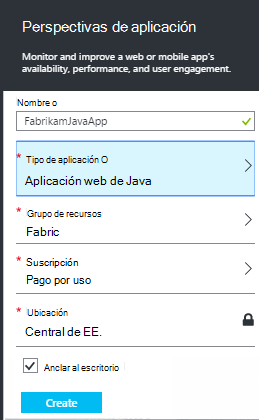 Perspectivas de aplicación
Monitor and improve a web or mobile app's
availability, performance, and user engagement.
Nombre o
FabrikamJavaApp
* Tipo de aplicación O
Aplicación web de Java
* Grupo de recursos
Fabric
* Suscripción
Pago por uso
* Ubicación
Central de EE.
Anclar al escritorio
Create